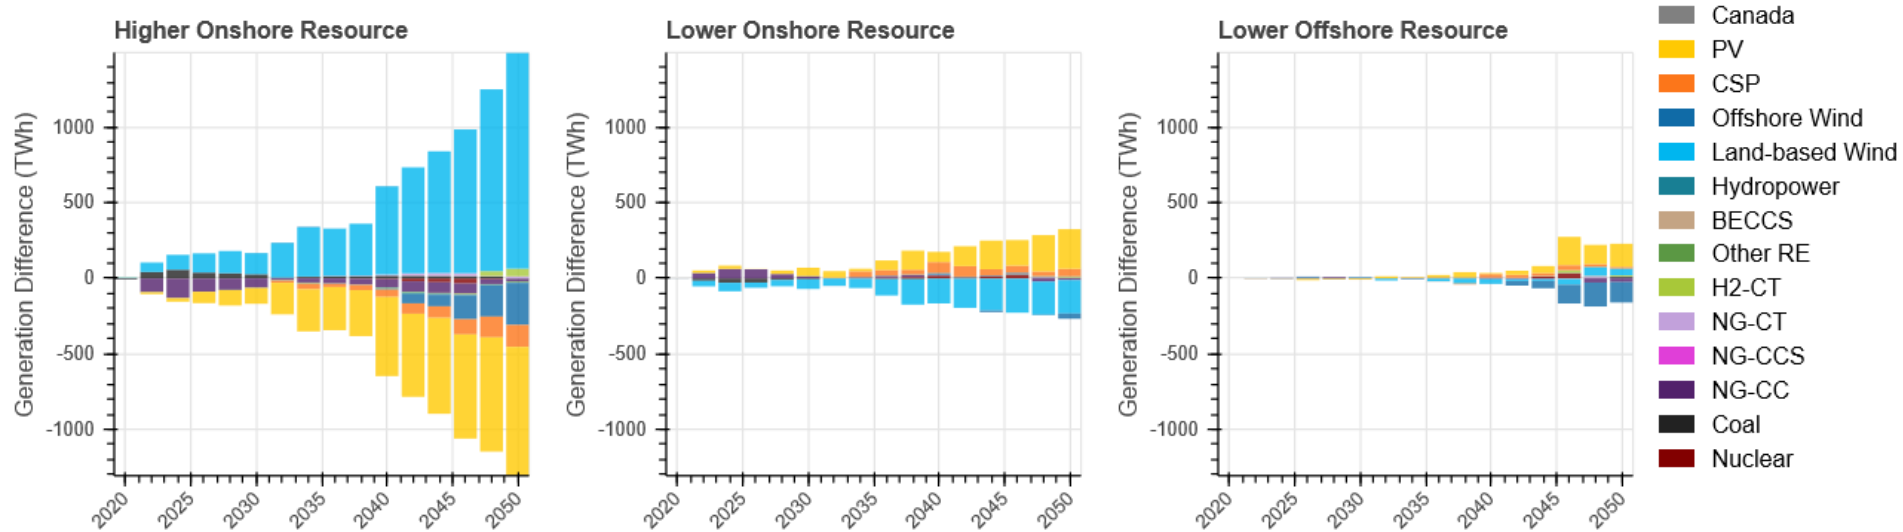 Higher Onshore Resource
Generation Difference (TWh)
1000
500
0
-500
-1000
2020
2025
2030
2035
2040
2045
2050
Lower Onshore Resource
Generation Difference (TWh)
1000
500
0
-500
-1000
2020
2025
2030
2035
2040
2045
2050
Lower Offshore Resource
Generation Difference (TWh)
1000
500
0
-500
-1000
2020
2025
2030
2035
2040
2045
2050
Canada
PV
CSP
Offshore Wind
Land-based Wind
Hydropower
BECCS
Other RE
H2-CT
NG-CT
NG-CCS
NG-CC
Coal
Nuclear